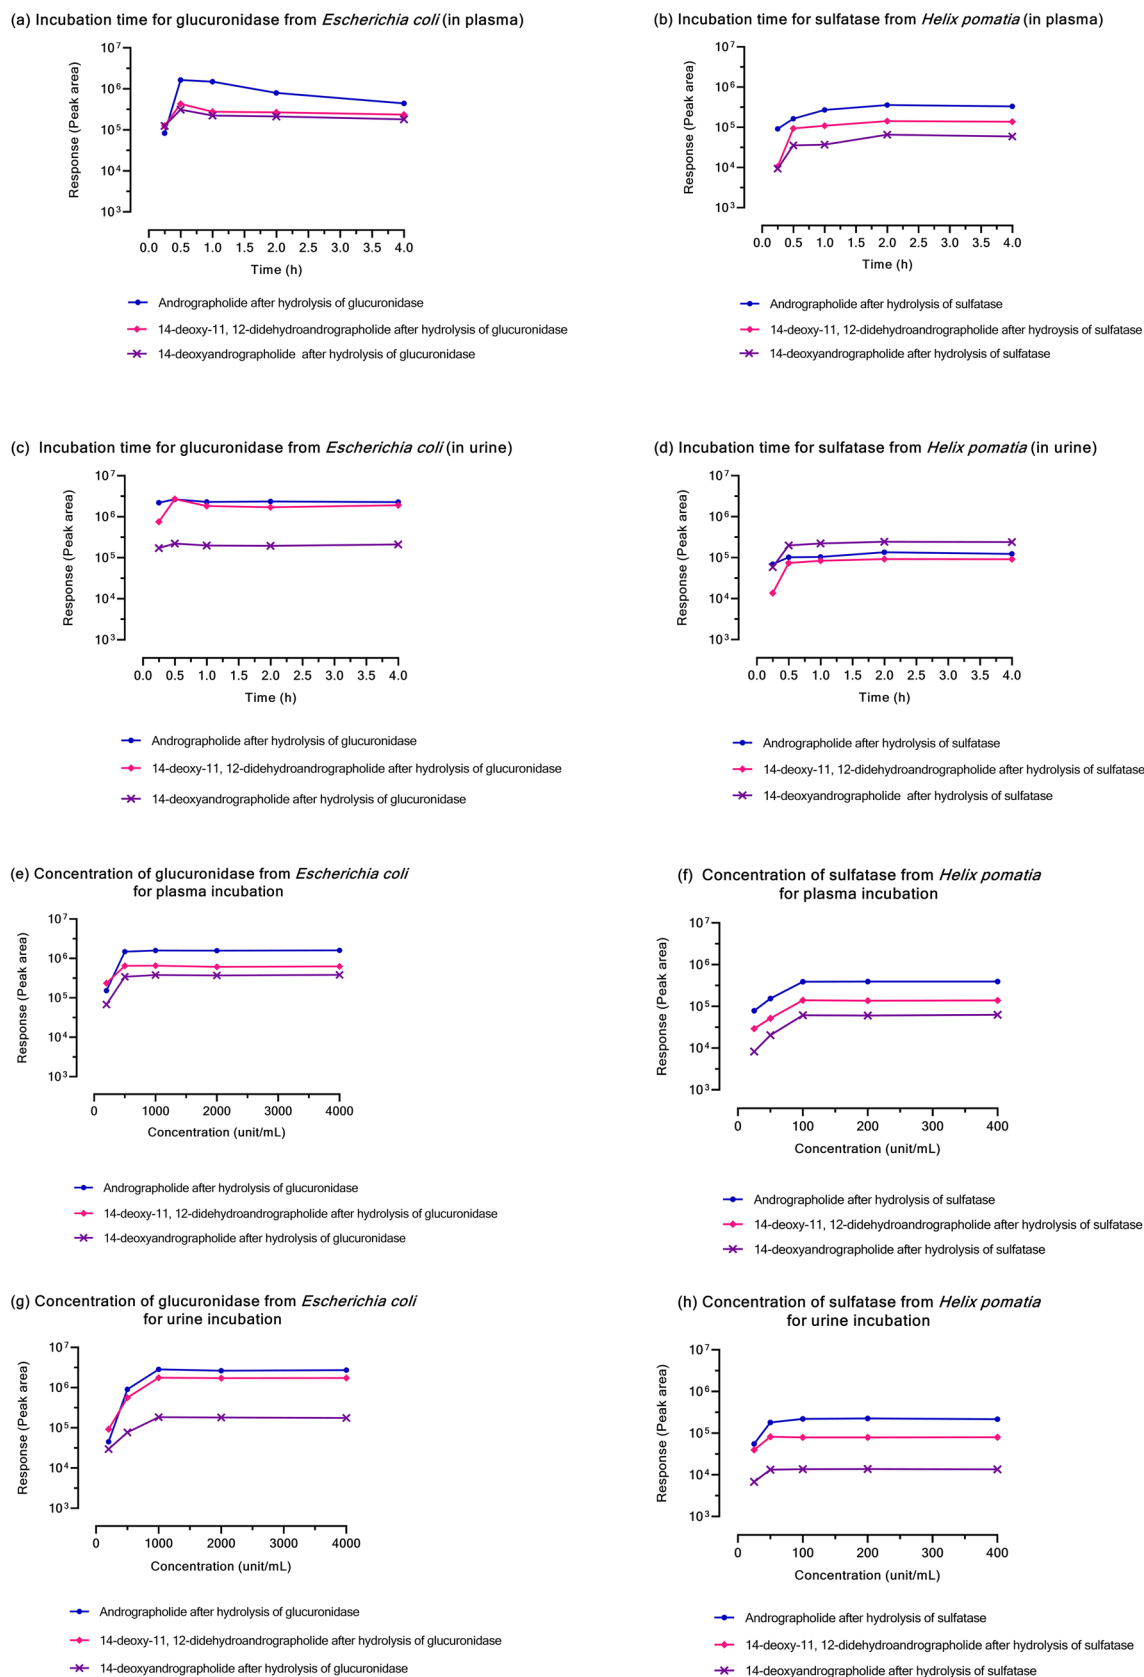 (a) Incubation time for glucuronidase from Escherichia coli (in plasma)
Response (Peak area)
10⁷
10⁶
10⁵
10⁴
10³
0.0 0.5 1.0 1.5 2.0 2.5 3.0 3.5 4.0
Time (h)
Andrographolide after hydrolysis of glucuronidase
14-deoxy-11, 12-didehydroandrographolide after hydrolysis of glucuronidase
14-deoxyandrographolide after hydrolysis of glucuronidase
(b) Incubation time for sulfatase from Helix pomatia (in plasma)
Response (Peak area)
10⁷
10⁶
10⁵
10⁴
10³
0.0 0.5 1.0 1.5 2.0 2.5 3.0 3.5 4.0
Time (h)
Andrographolide after hydrolysis of sulfatase
14-deoxy-11, 12-didehydroandrographolide after hydroysis of sulfatase
14-deoxyandrographolide after hydrolysis of sulfatase
(c) Incubation time for glucuronidase from Escherichia coli (in urine)
Response (Peak area)
10⁷
10⁶
10⁵
10⁴
10³
0.0 0.5 1.0 1.5 2.0 2.5 3.0 3.5 4.0
Time (h)
Andrographolide after hydrolysis of glucuronidase
14-deoxy-11, 12-didehydroandrographolide after hydrolysis of glucuronidase
14-deoxyandrographolide after hydrolysis of glucuronidase
(d) Incubation time for sulfatase from Helix pomatia (in urine)
Response (Peak area)
10⁷
10⁶
10⁵
10⁴
10³
0.0 0.5 1.0 1.5 2.0 2.5 3.0 3.5 4.0
Time (h)
Andrographolide after hydrolysis of sulfatase
14-deoxy-11, 12-didehydroandrographolide after hydrolysis of sulfatase
14-deoxyandrographolide after hydrolysis of sulfatase
(e) Concentration of glucuronidase from Escherichia coli
for plasma incubation
Response (Peak area)
10⁷
10⁶
10⁵
10⁴
10³
0 1000 2000 3000 4000
Concentration (unit/mL)
Andrographolide after hydrolysis of glucuronidase
14-deoxy-11, 12-didehydroandrographolide after hydrolysis of glucuronidase
14-deoxyandrographolide after hydrolysis of glucuronidase
(f) Concentration of sulfatase from Helix pomatia
for plasma incubation
Response (Peak area)
10⁷
10⁶
10⁵
10⁴
10³
0 100 200 300 400
Concentration (unit/mL)
Andrographolide after hydrolysis of sulfatase
14-deoxy-11, 12-didehydroandrographolide after hydrolysis of sulfatase
14-deoxyandrographolide after hydrolysis of sulfatase
(g) Concentration of glucuronidase from Escherichia coli
for urine incubation
Response (Peak area)
10⁷
10⁶
10⁵
10⁴
10³
0 1000 2000 3000 4000
Concentration (unit/mL)
Andrographolide after hydrolysis of glucuronidase
14-deoxy-11, 12-didehydroandrographolide after hydrolysis of glucuronidase
14-deoxyandrographolide after hydrolysis of glucuronidase
(h) Concentration of sulfatase from Helix pomatia
for urine incubation
Response (Peak area)
10⁷
10⁶
10⁵
10⁴
10³
0 100 200 300 400
Concentration (unit/mL)
Andrographolide after hydrolysis of sulfatase
14-deoxy-11, 12-didehydroandrographolide after hydrolysis of sulfatase
14-deoxyandrographolide after hydrolysis of sulfatase